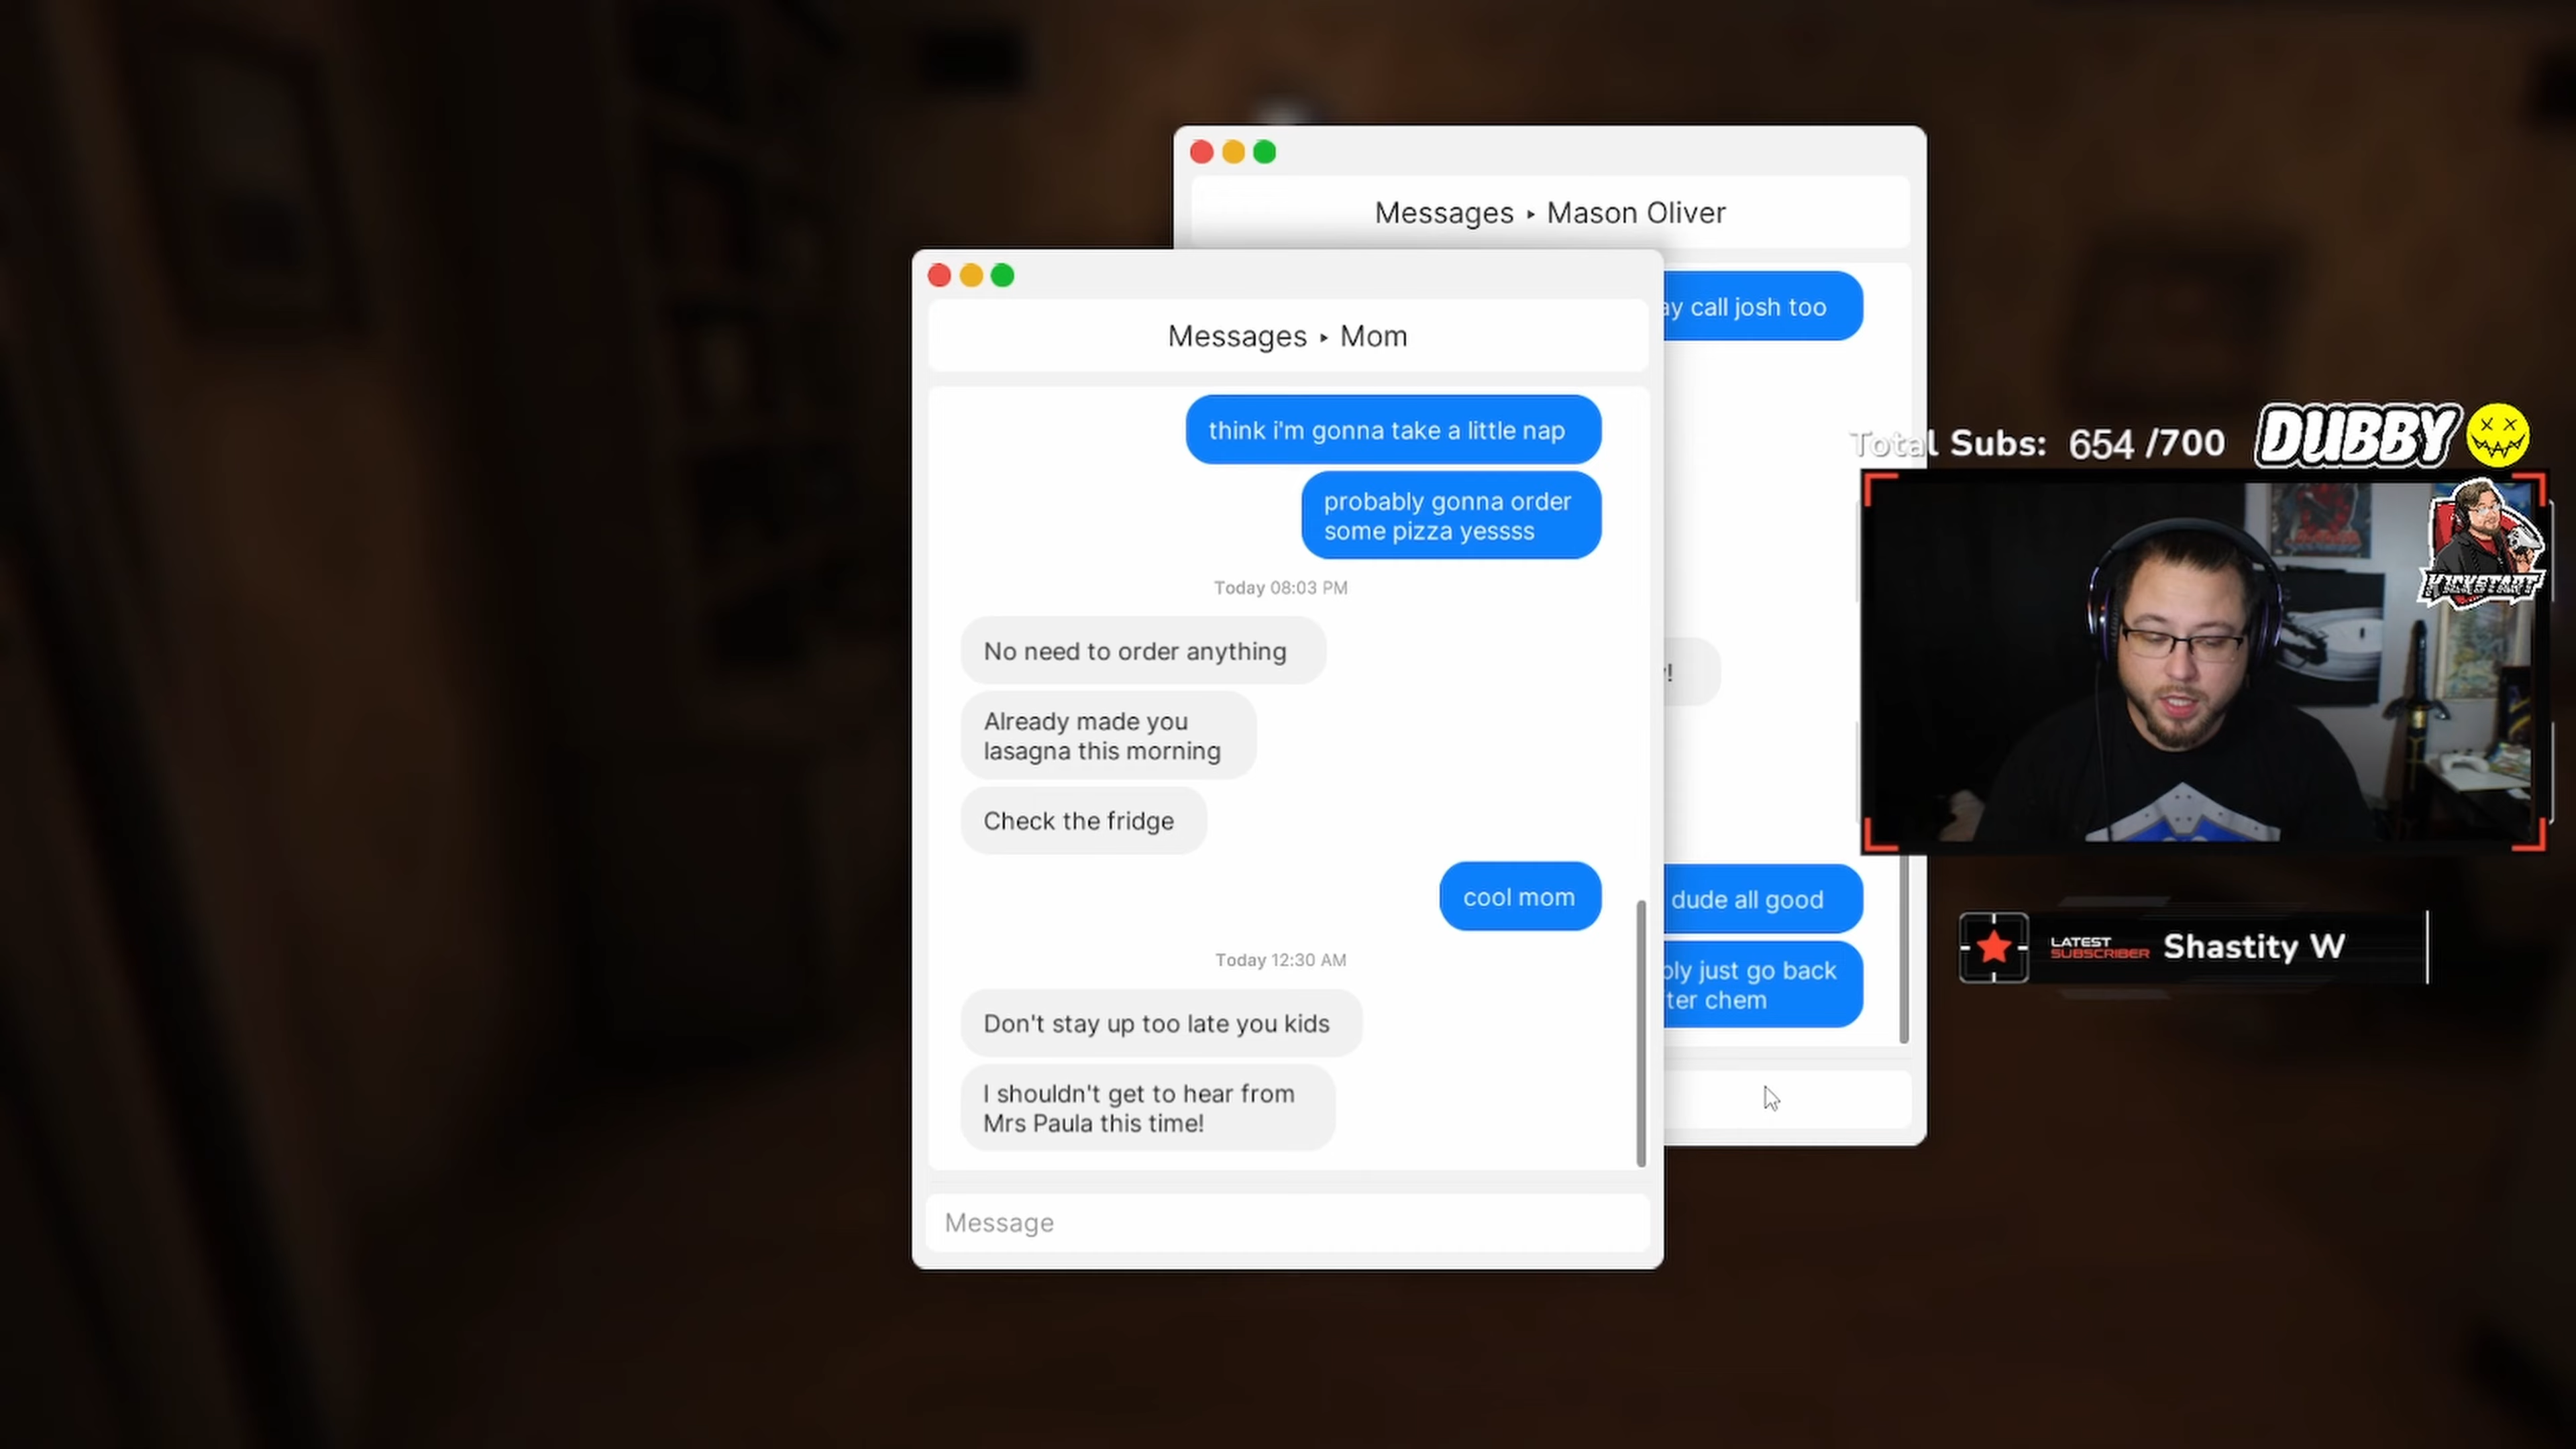 Messages ▸ Mason Oliver
call josh too
Messages ▸ Mom
think i'm gonna take a little nap
probably gonna order
some pizza yessss
Today 08:03 PM
No need to order anything
Already made you
lasagna this morning
Check the fridge
cool mom
dude all good
Today 12:30 AM
just go back
chem
Don't stay up too late you kids
I shouldn't get to hear from
Mrs Paula this time!
Message
Total Subs: 654 /700
DUBBY
KICKSTART
LATEST
SUBSCRIBER
Shastity W